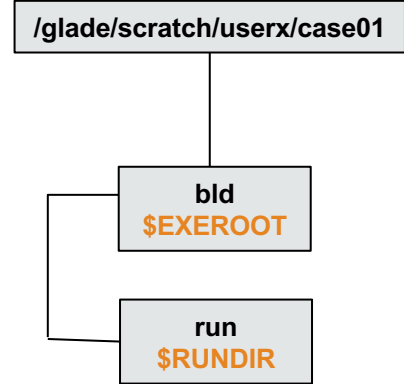 /glade/scratch/userx/case01
bld
$EXEROOT
run
$RUNDIR